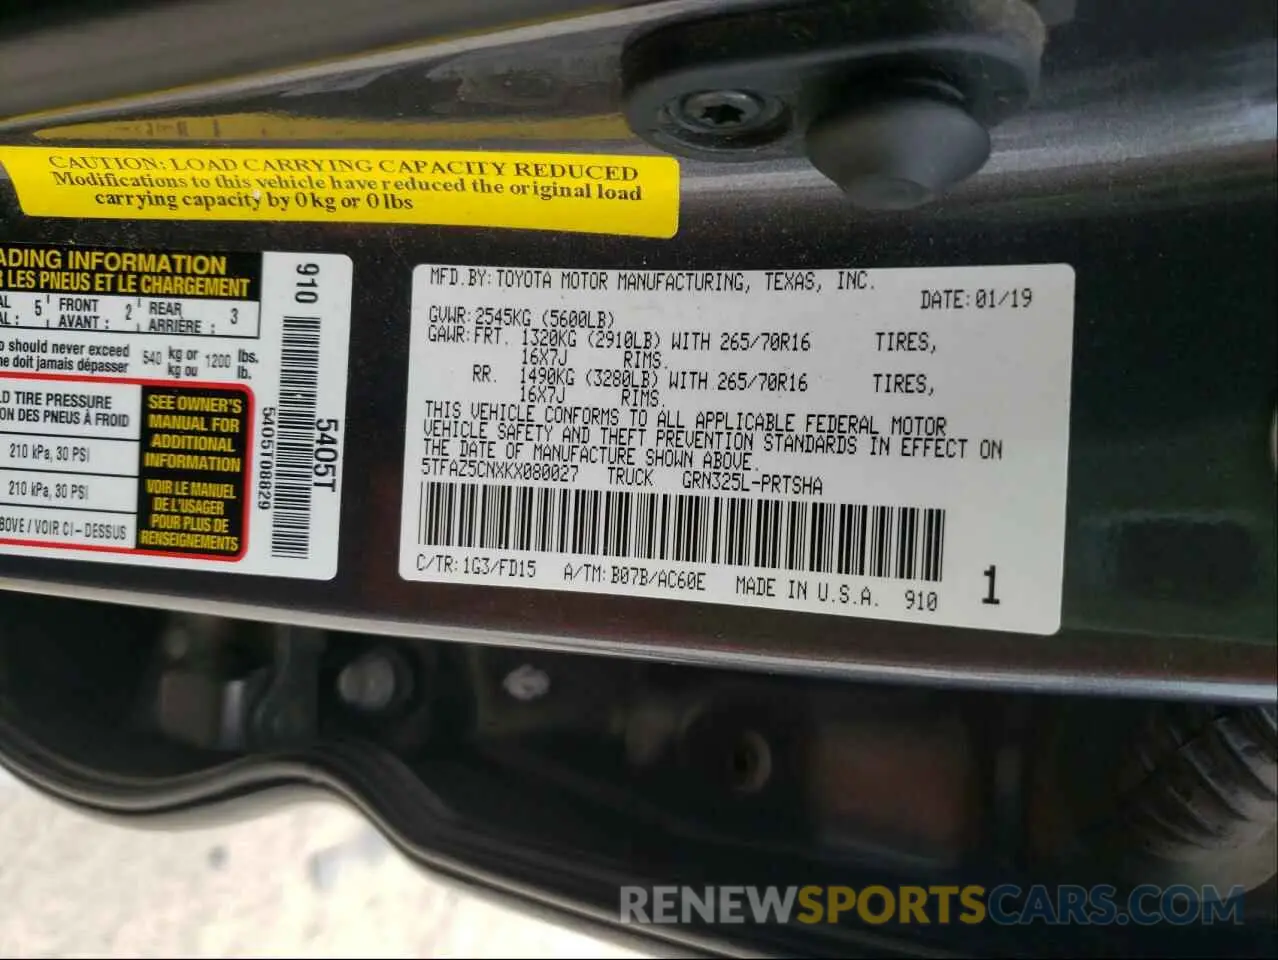 CAUTION: LOAD CARRYING CAPACITY REDUCED
Modifications to this vehicle have reduced the original load
carrying capacity by 0 kg or 0 lbs
ADING INFORMATION
R LES PNEUS ET LE CHARGEMENT
AL 5 FRONT 2 REAR 3
AL : AVANT : ARRIÈRE :
o should never exceed 540 kg or 1200 lbs.
ne doit jamais dépasser kg ou lb.
LD TIRE PRESSURE
ON DES PNEUS À FROID
210 kPa, 30 PSI
210 kPa, 30 PSI
BOVE / VOIR CI-DESSUS
SEE OWNER'S
MANUAL FOR
ADDITIONAL
INFORMATION
VOIR LE MANUEL
DE L'USAGER
POUR PLUS DE
RENSEIGNEMENTS
910
5405T
5405T08629
MFD.BY:TOYOTA MOTOR MANUFACTURING, TEXAS, INC.
DATE:01/19
GVWR:2545KG (5600LB)
GAWR:FRT. 1320KG (2910LB) WITH 265/70R16 TIRES,
16X7J RIMS.
RR. 1490KG (3280LB) WITH 265/70R16 TIRES,
16X7J RIMS.
THIS VEHICLE CONFORMS TO ALL APPLICABLE FEDERAL MOTOR
VEHICLE SAFETY AND THEFT PREVENTION STANDARDS IN EFFECT ON
THE DATE OF MANUFACTURE SHOWN ABOVE.
5TFAZ5CNXKX080027 TRUCK GRN325L-PRTSHA
C/TR:1G3/FD15 A/TM:B07B/AC60E MADE IN U.S.A. 910
1
RENEWSPORTSCARS.COM